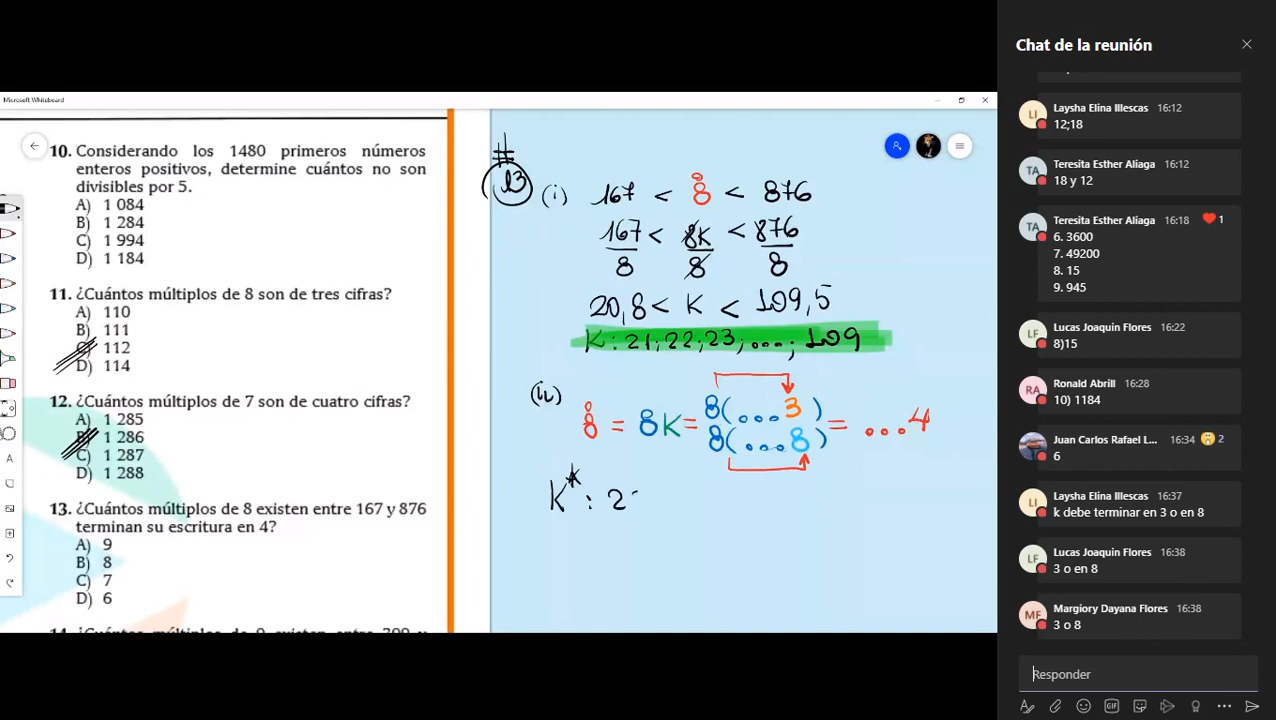 Microsoft Whiteboard
10. Considerando los 1480 primeros números
enteros positivos, determine cuántos no son
divisibles por 5.
A) 1 084
B) 1 284
C) 1 994
D) 1 184
11. ¿Cuántos múltiplos de 8 son de tres cifras?
A) 110
B) 111
C) 112
D) 114
12. ¿Cuántos múltiplos de 7 son de cuatro cifras?
A) 1 285
B) 1 286
C) 1 287
D) 1 288
13. ¿Cuántos múltiplos de 8 existen entre 167 y 876
terminan su escritura en 4?
A) 9
B) 8
C) 7
D) 6
#
13
(i) 167 < 8° < 876
167/8 < 8K/8 < 876/8
20,8 < K < 109,5
K : 21; 22; 23; ...; 109
(ii)
8° = 8K = 8(...3) = ...4
8(...8)
K* : 2
Chat de la reunión
LI Laysha Elina Illescas 16:12
12;18
TA Teresita Esther Aliaga 16:12
18 y 12
TA Teresita Esther Aliaga 16:18 1
6. 3600
7. 49200
8. 15
9. 945
LF Lucas Joaquin Flores 16:22
8)15
RA Ronald Abrill 16:28
10) 1184
Juan Carlos Rafael L... 16:34 2
6
LI Laysha Elina Illescas 16:37
k debe terminar en 3 o en 8
LF Lucas Joaquin Flores 16:38
3 o en 8
MF Margiory Dayana Flores 16:38
3 o 8
Responder
GIF